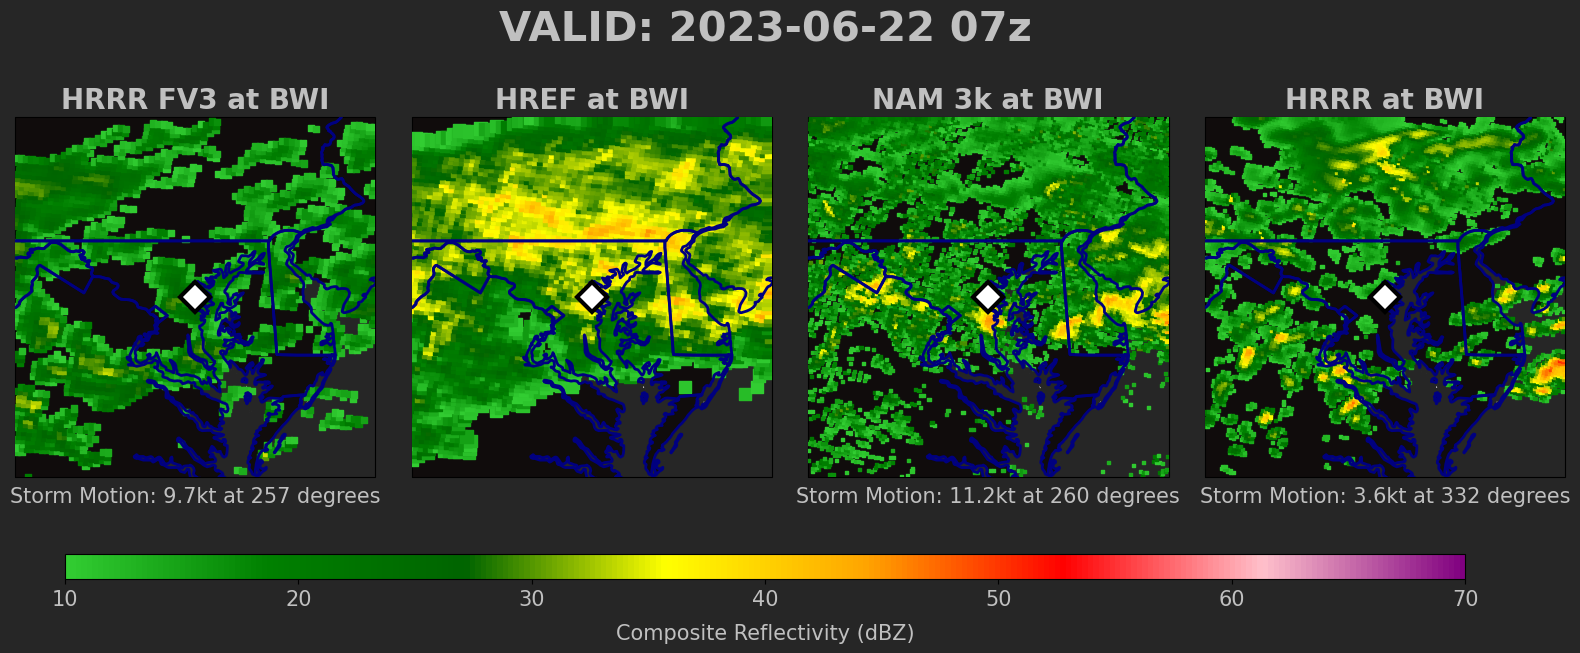 VALID: 2023-06-22 07z
HRRR FV3 at BWI
HREF at BWI
NAM 3k at BWI
HRRR at BWI
Storm Motion: 9.7kt at 257 degrees
Storm Motion: 11.2kt at 260 degrees
Storm Motion: 3.6kt at 332 degrees
10 20 30 40 50 60 70
Composite Reflectivity (dBZ)